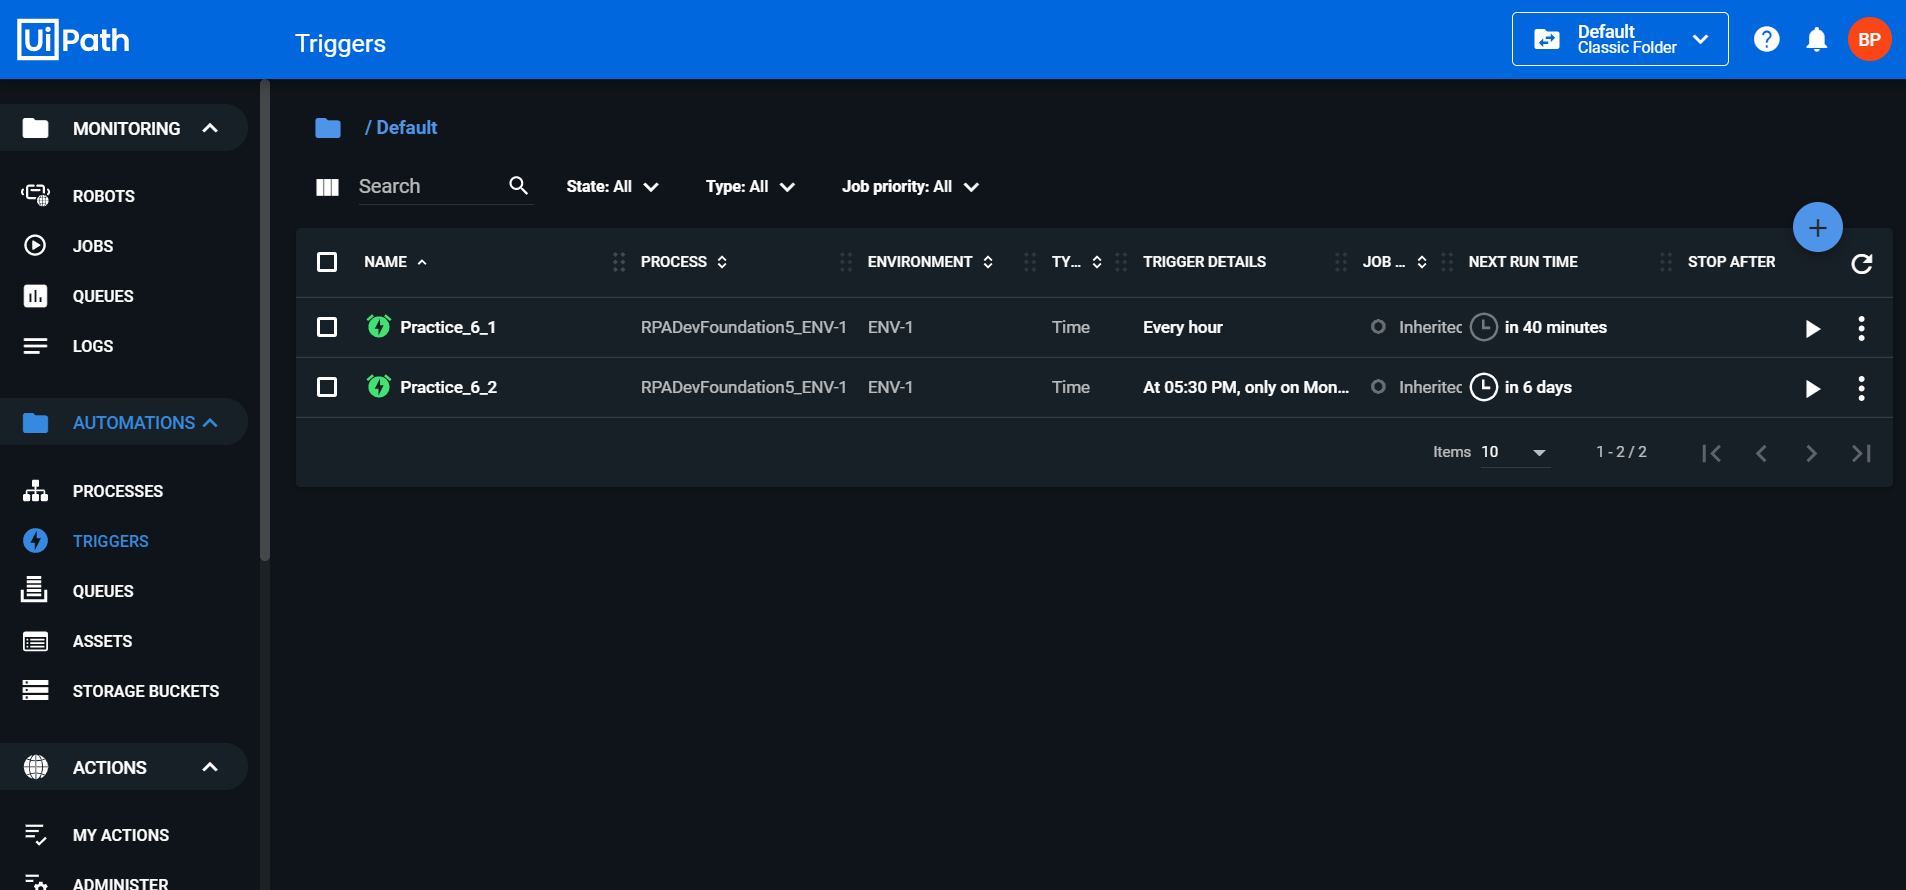 UiPath
Triggers
Default
Classic Folder
?
BP
MONITORING
ROBOTS
JOBS
QUEUES
LOGS
AUTOMATIONS
PROCESSES
TRIGGERS
QUEUES
ASSETS
STORAGE BUCKETS
ACTIONS
MY ACTIONS
ADMINISTER
/ Default
Search State: All Type: All Job priority: All
+
NAME PROCESS ENVIRONMENT TY... TRIGGER DETAILS JOB ... NEXT RUN TIME STOP AFTER
Practice_6_1 RPADevFoundation5_ENV-1 ENV-1 Time Every hour Inherited in 40 minutes
Practice_6_2 RPADevFoundation5_ENV-1 ENV-1 Time At 05:30 PM, only on Mon... Inherited in 6 days
Items 10 1 - 2 / 2